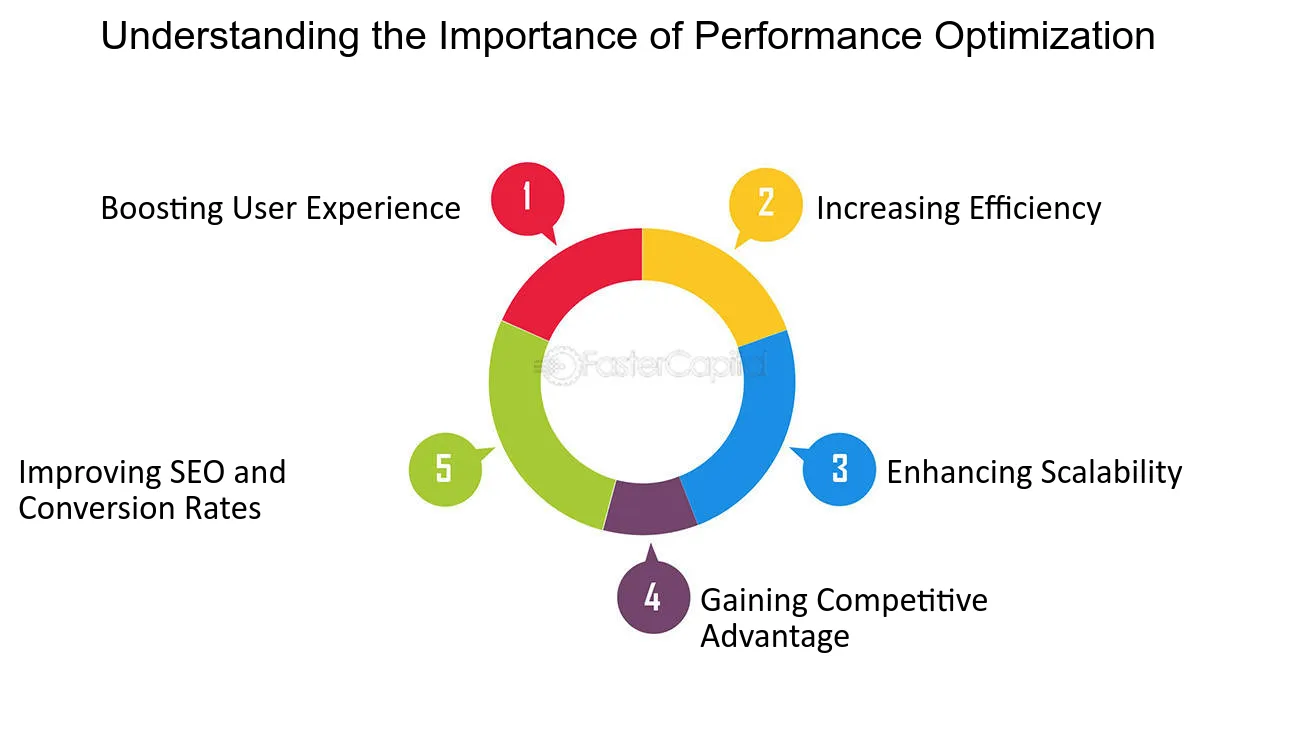 Understanding the Importance of Performance Optimization
1
Boosting User Experience
2
Increasing Efficiency
FasterCapital
3
Enhancing Scalability
4
Gaining Competitive
Advantage
5
Improving SEO and
Conversion Rates